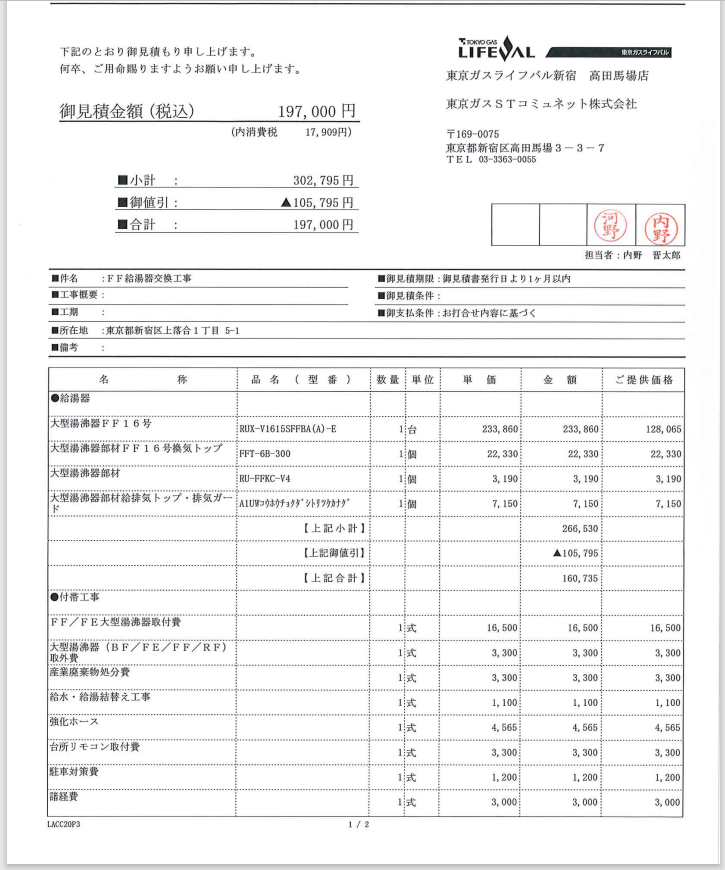 下記のとおり御見積もり申し上げます。
何卒、ご用命賜りますようお願い申し上げます。
TOKYO GAS
LIFEVAL 東京ガスライフバル
東京ガスライフバル新宿 高田馬場店
東京ガスＳＴコミュネット株式会社
〒169-0075
東京都新宿区高田馬場３－３－７
ＴＥＬ 03-3363-0055
御見積金額(税込) 197,000 円
(内消費税 17,909円)
■小計 : 302,795 円
■御値引: ▲105,795 円
■合計 : 197,000 円
河野 内野
担当者：内野 晋太郎
■件名 :ＦＦ給湯器交換工事 ■御見積期限：御見積書発行日より1ヶ月以内
■工事概要： ■御見積条件：
■工期 : ■御支払条件：お打合せ内容に基づく
■所在地 :東京都新宿区上落合１丁目 5-1
■備考 :
名 称 品 名 ( 型 番 ) 数量 単位 単 価 金 額 ご提供価格
●給湯器
大型湯沸器ＦＦ１６号 RUX-V1615SFFBA(A)-E 1 台 233,860 233,860 128,065
大型湯沸器部材ＦＦ１６号換気トップ FFT-6B-300 1 個 22,330 22,330 22,330
大型湯沸器部材 RU-FFKC-V4 1 個 3,190 3,190 3,190
大型湯沸器部材給排気トップ・排気ガード A1UWｺｳﾎｳﾁｮｸﾀﾞｼﾄﾘﾂｹｶﾅｸﾞ 1 個 7,150 7,150 7,150
【上記小計】 266,530
【上記御値引】 ▲105,795
【上記合計】 160,735
●付帯工事
ＦＦ／ＦＥ大型湯沸器取付費 1 式 16,500 16,500 16,500
大型湯沸器（ＢＦ／ＦＥ／ＦＦ／ＲＦ）取外費 1 式 3,300 3,300 3,300
産業廃棄物処分費 1 式 3,300 3,300 3,300
給水・給湯結替え工事 1 式 1,100 1,100 1,100
強化ホース 1 式 4,565 4,565 4,565
台所リモコン取付費 1 式 3,300 3,300 3,300
駐車対策費 1 式 1,200 1,200 1,200
諸経費 1 式 3,000 3,000 3,000
LACC20P3 1 / 2